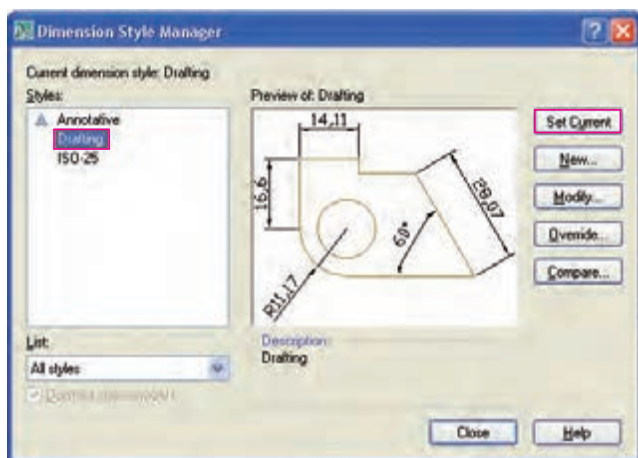 Dimension Style Manager
Current dimension style: Drafting
Styles:
Annotative
Drafting
ISO-25
Preview of: Drafting
14,11
16,6
R11,17
60°
28,07
Set Current
New...
Modify...
Override...
Compare...
List:
All styles
Description:
Drafting
Close
Help